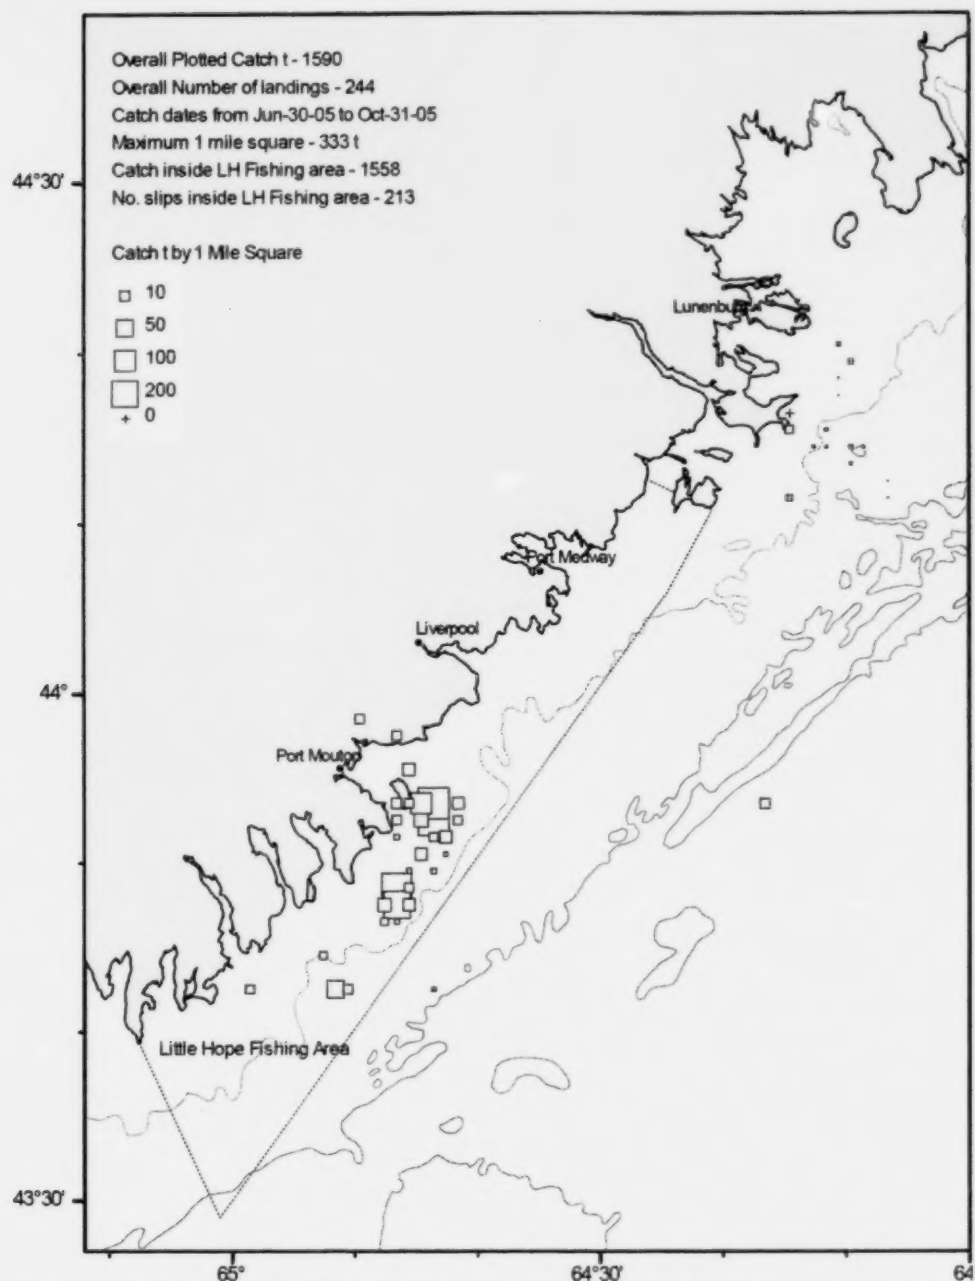 Overall Plotted Catch t - 1590
Overall Number of landings - 244
Catch dates from Jun-30-05 to Oct-31-05
Maximum 1 mile square - 333 t
Catch inside LH Fishing area - 1558
No. slips inside LH Fishing area - 213
44°30'
Catch t by 1 Mile Square
10
50
100
200
0
Lunenburg
Port Medway
Liverpool
44°
Port Mouton
Little Hope Fishing Area
43°30'
65°
64°30'
64